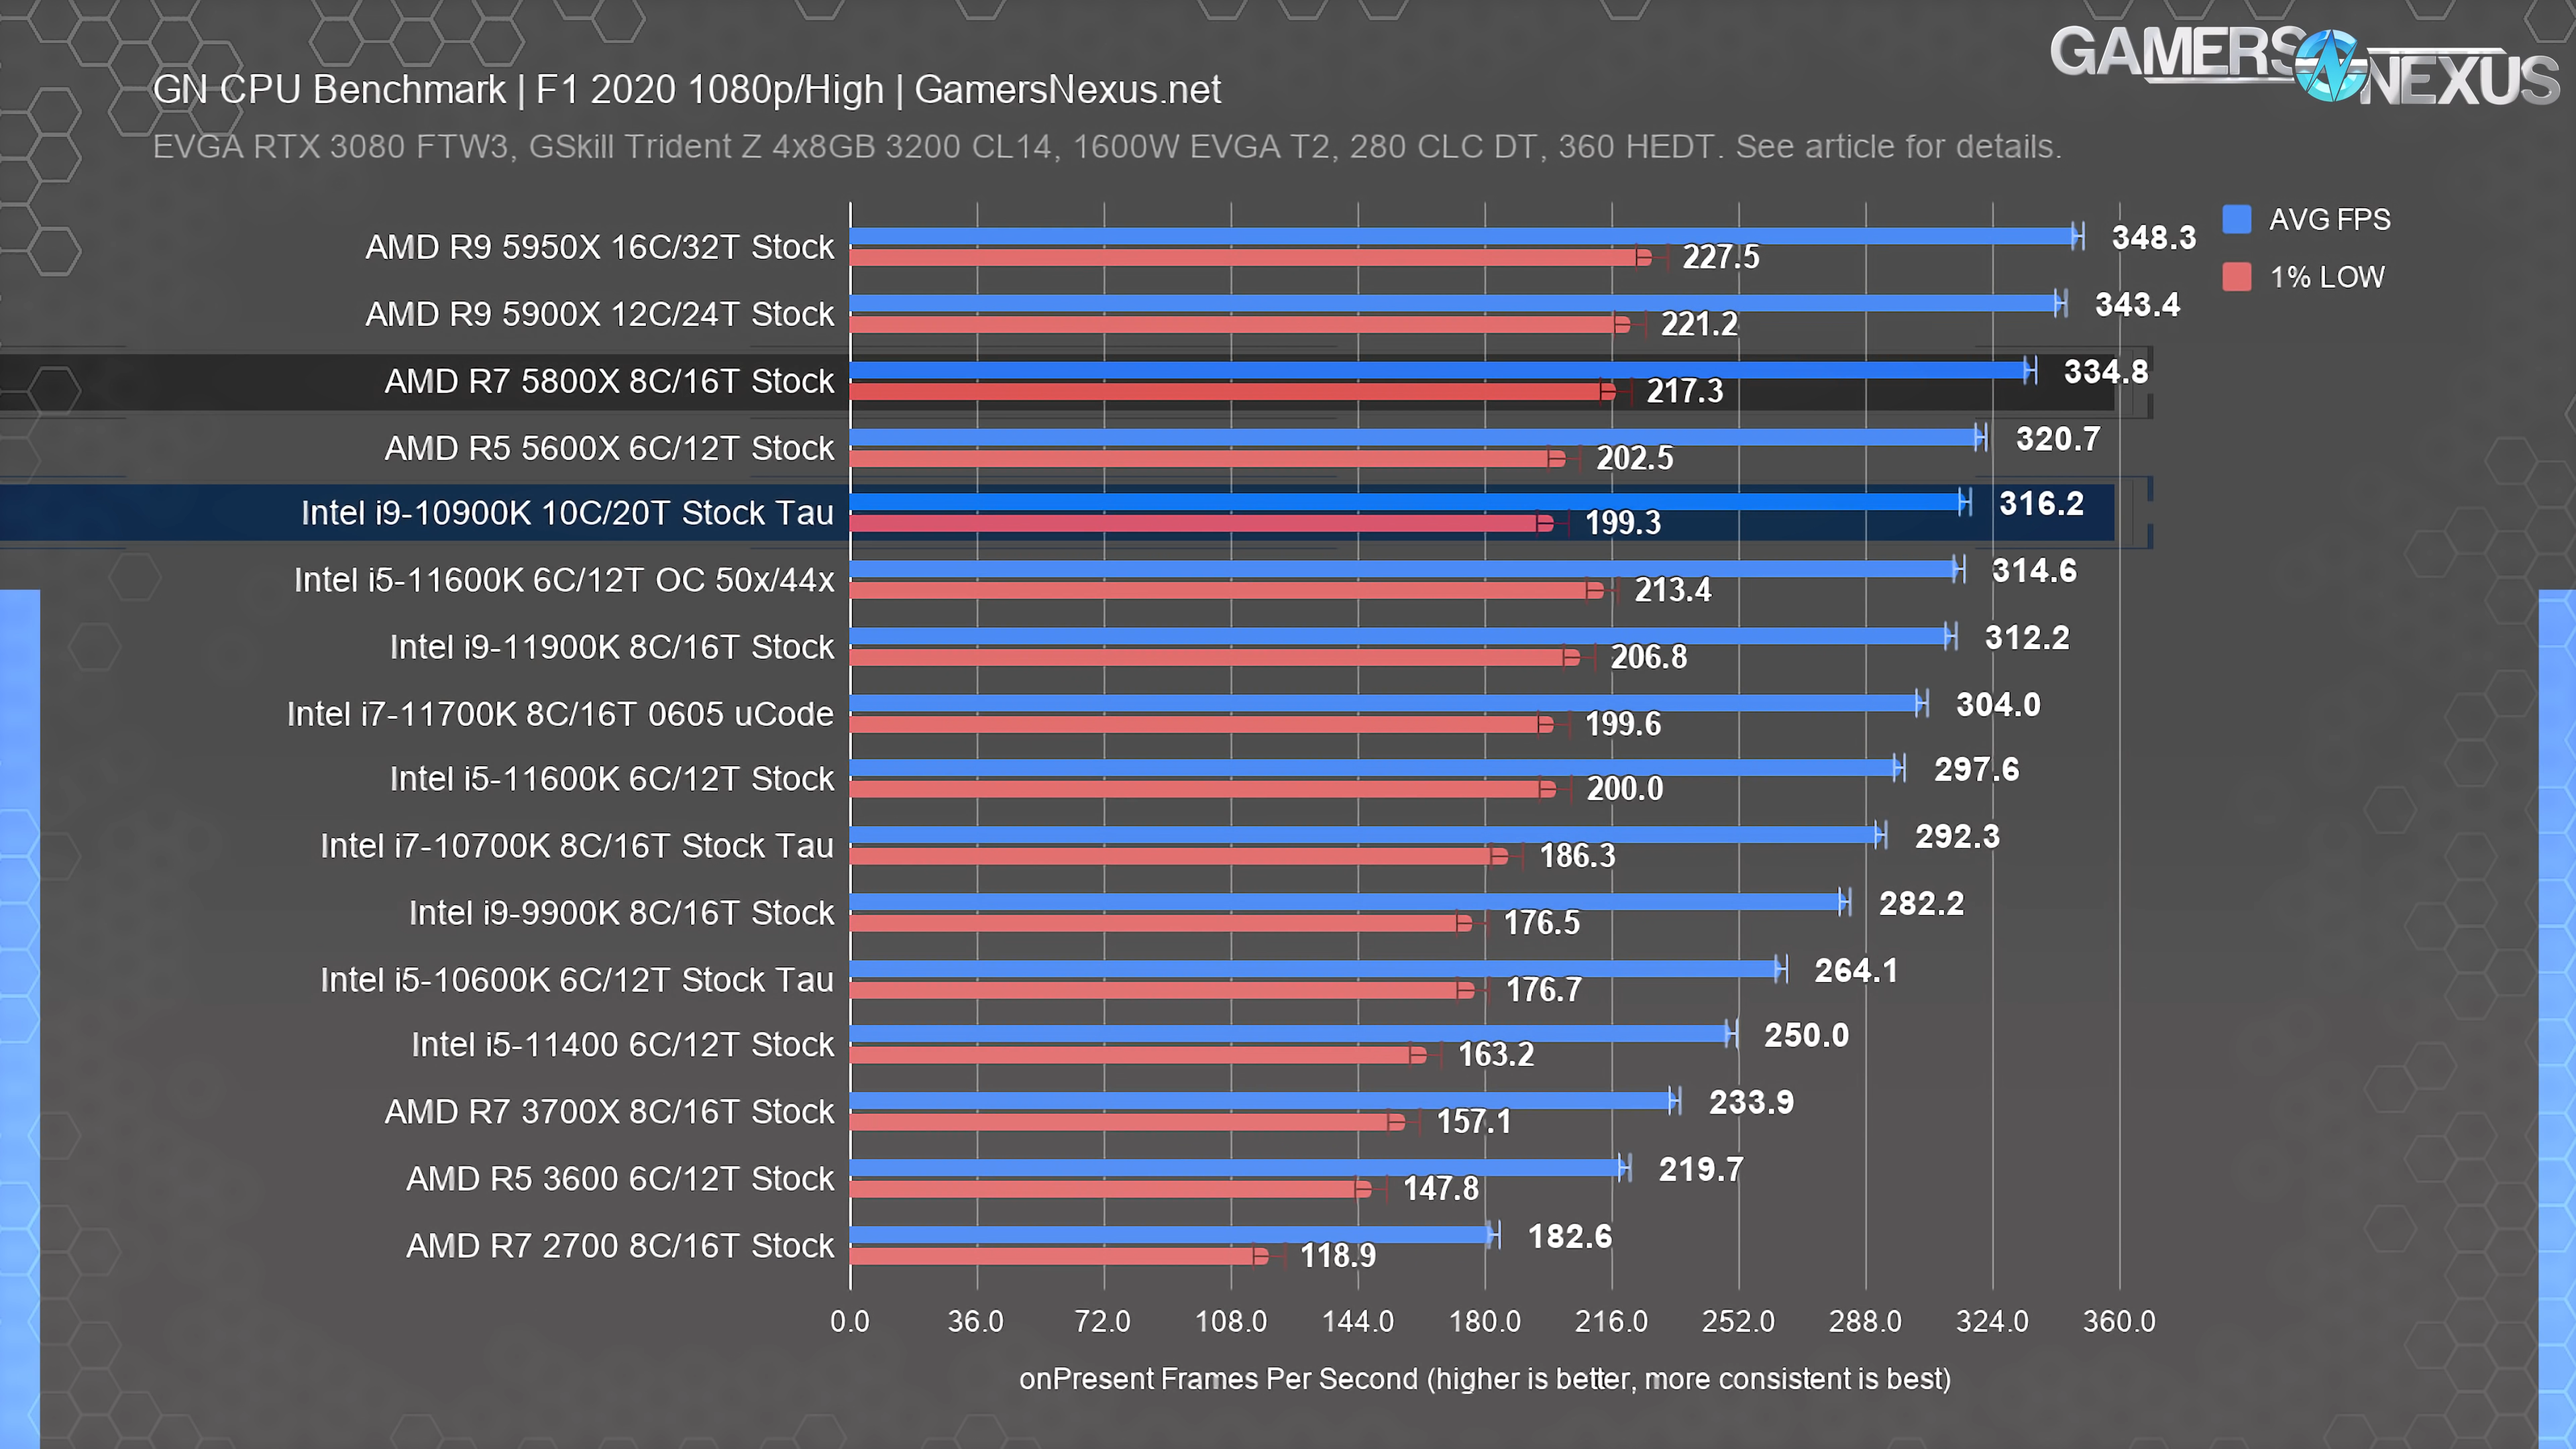 GAMERS NEXUS
GN CPU Benchmark | F1 2020 1080p/High | GamersNexus.net
EVGA RTX 3080 FTW3, GSkill Trident Z 4x8GB 3200 CL14, 1600W EVGA T2, 280 CLC DT, 360 HEDT. See article for details.
AVG FPS
1% LOW
AMD R9 5950X 16C/32T Stock 348.3
227.5
AMD R9 5900X 12C/24T Stock 343.4
221.2
AMD R7 5800X 8C/16T Stock 334.8
217.3
AMD R5 5600X 6C/12T Stock 320.7
202.5
Intel i9-10900K 10C/20T Stock Tau 316.2
199.3
Intel i5-11600K 6C/12T OC 50x/44x 314.6
213.4
Intel i9-11900K 8C/16T Stock 312.2
206.8
Intel i7-11700K 8C/16T 0605 uCode 304.0
199.6
Intel i5-11600K 6C/12T Stock 297.6
200.0
Intel i7-10700K 8C/16T Stock Tau 292.3
186.3
Intel i9-9900K 8C/16T Stock 282.2
176.5
Intel i5-10600K 6C/12T Stock Tau 264.1
176.7
Intel i5-11400 6C/12T Stock 250.0
163.2
AMD R7 3700X 8C/16T Stock 233.9
157.1
AMD R5 3600 6C/12T Stock 219.7
147.8
AMD R7 2700 8C/16T Stock 182.6
118.9
0.0 36.0 72.0 108.0 144.0 180.0 216.0 252.0 288.0 324.0 360.0
onPresent Frames Per Second (higher is better, more consistent is best)